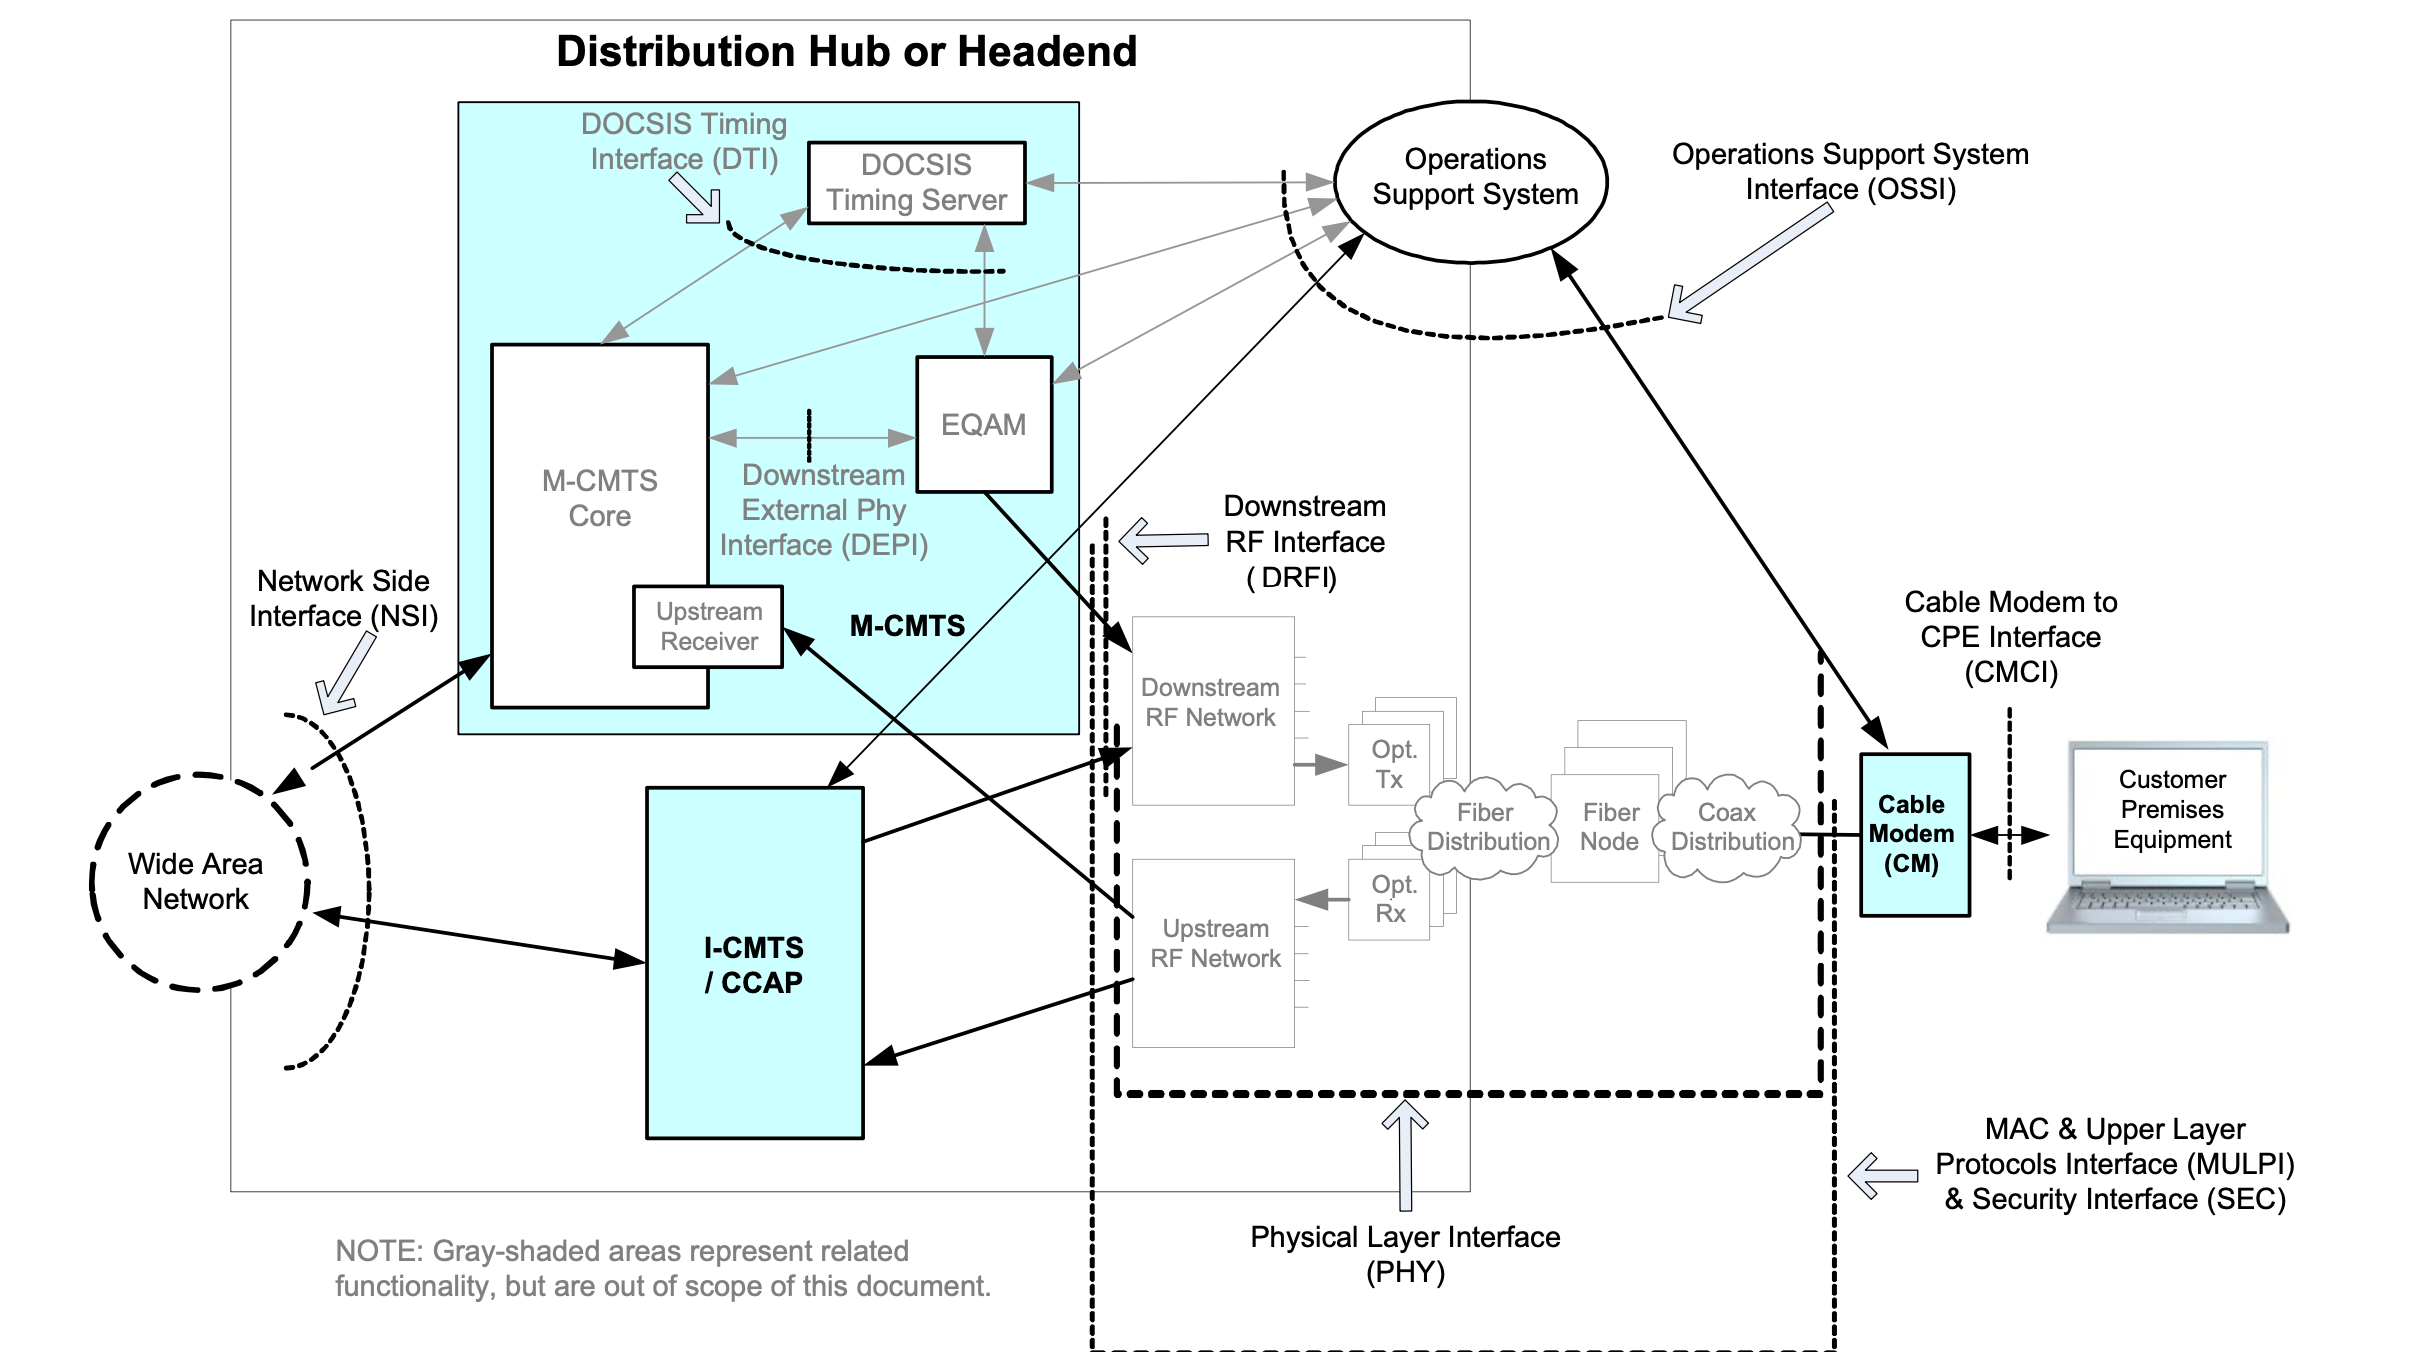 Distribution Hub or Headend
DOCSIS Timing
Interface (DTI)
DOCSIS
Timing Server
Operations
Support System
Operations Support System
Interface (OSSI)
M-CMTS
Core
EQAM
Downstream
External Phy
Interface (DEPI)
Upstream
Receiver
M-CMTS
Downstream
RF Interface
( DRFI)
Network Side
Interface (NSI)
Cable Modem to
CPE Interface
(CMCI)
Downstream
RF Network
Opt.
Tx
Fiber
Distribution
Fiber
Node
Coax
Distribution
Cable
Modem
(CM)
Customer
Premises
Equipment
Wide Area
Network
I-CMTS
/ CCAP
Upstream
RF Network
Opt.
Rx
MAC & Upper Layer
Protocols Interface (MULPI)
& Security Interface (SEC)
Physical Layer Interface
(PHY)
NOTE: Gray-shaded areas represent related
functionality, but are out of scope of this document.